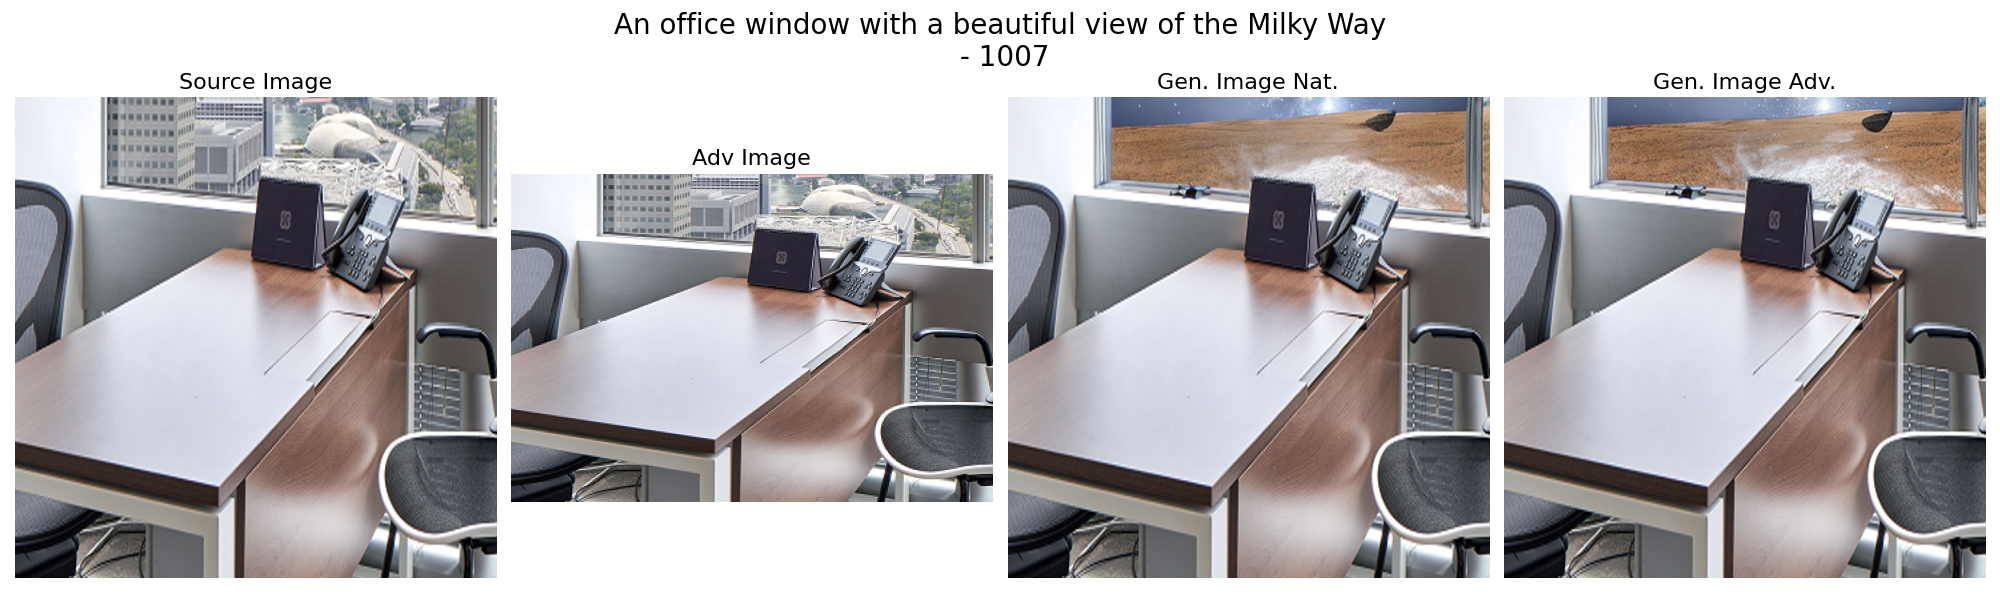 An office window with a beautiful view of the Milky Way
- 1007
Source Image
Adv Image
Gen. Image Nat.
Gen. Image Adv.